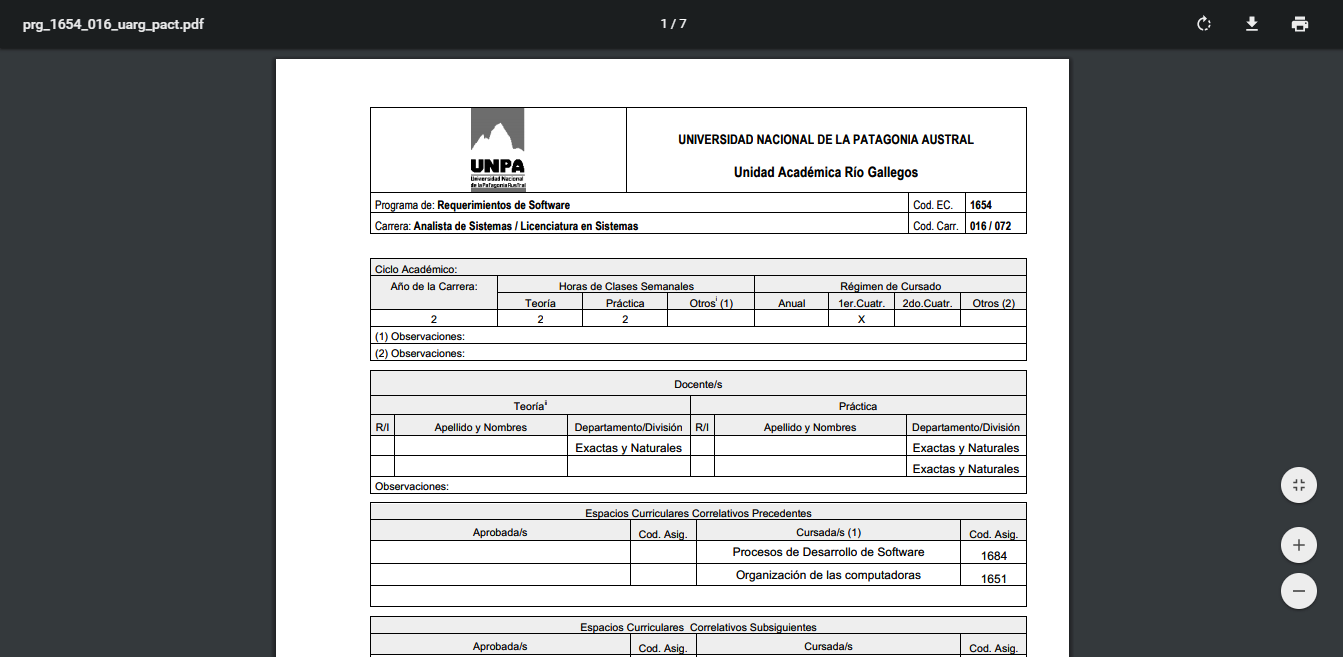 prg_1654_016_uarg_pact.pdf 1 / 7
UNPA
Universidad Nacional
de la Patagonia Austral
UNIVERSIDAD NACIONAL DE LA PATAGONIA AUSTRAL
Unidad Académica Río Gallegos
Programa de: Requerimientos de Software Cod. EC. 1654
Carrera: Analista de Sistemas / Licenciatura en Sistemas Cod. Carr. 016 / 072
Ciclo Académico:
Año de la Carrera: Horas de Clases Semanales Régimen de Cursado
Teoría Práctica Otrosi (1) Anual 1er.Cuatr. 2do.Cuatr. Otros (2)
2 2 2 X
(1) Observaciones:
(2) Observaciones:
Docente/s
Teoríaii Práctica
R/I Apellido y Nombres Departamento/División R/I Apellido y Nombres Departamento/División
Exactas y Naturales Exactas y Naturales
Exactas y Naturales
Observaciones:
Espacios Curriculares Correlativos Precedentes
Aprobada/s Cod. Asig. Cursada/s (1) Cod. Asig.
Procesos de Desarrollo de Software 1684
Organización de las computadoras 1651
Espacios Curriculares Correlativos Subsiguientes
Aprobada/s Cod. Asig. Cursada/s Cod. Asig.